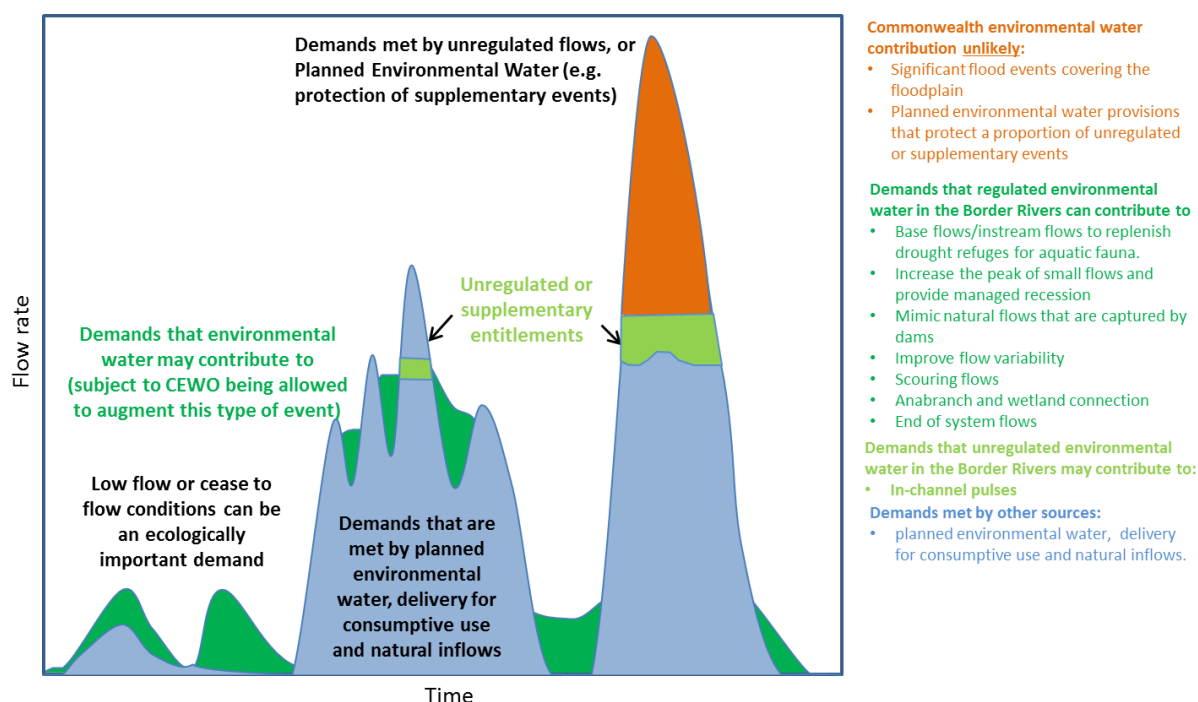 Demands met by unregulated flows, or
Planned Environmental Water (e.g.
protection of supplementary events)
Unregulated or
supplementary
entitlements
Demands that environmental
water may contribute to
(subject to CEWO being allowed
to augment this type of event)
Low flow or cease to
flow conditions can be
an ecologically
important demand
Demands that are
met by planned
environmental
water, delivery for
consumptive use
and natural inflows
Flow rate
Time
Commonwealth environmental water
contribution unlikely:
• Significant flood events covering the
floodplain
• Planned environmental water provisions
that protect a proportion of unregulated
or supplementary events
Demands that regulated environmental
water in the Border Rivers can contribute to
• Base flows/instream flows to replenish
drought refuges for aquatic fauna.
• Increase the peak of small flows and
provide managed recession
• Mimic natural flows that are captured by
dams
• Improve flow variability
• Scouring flows
• Anabranch and wetland connection
• End of system flows
Demands that unregulated environmental
water in the Border Rivers may contribute to:
• In-channel pulses
Demands met by other sources:
• planned environmental water, delivery
for consumptive use and natural inflows.